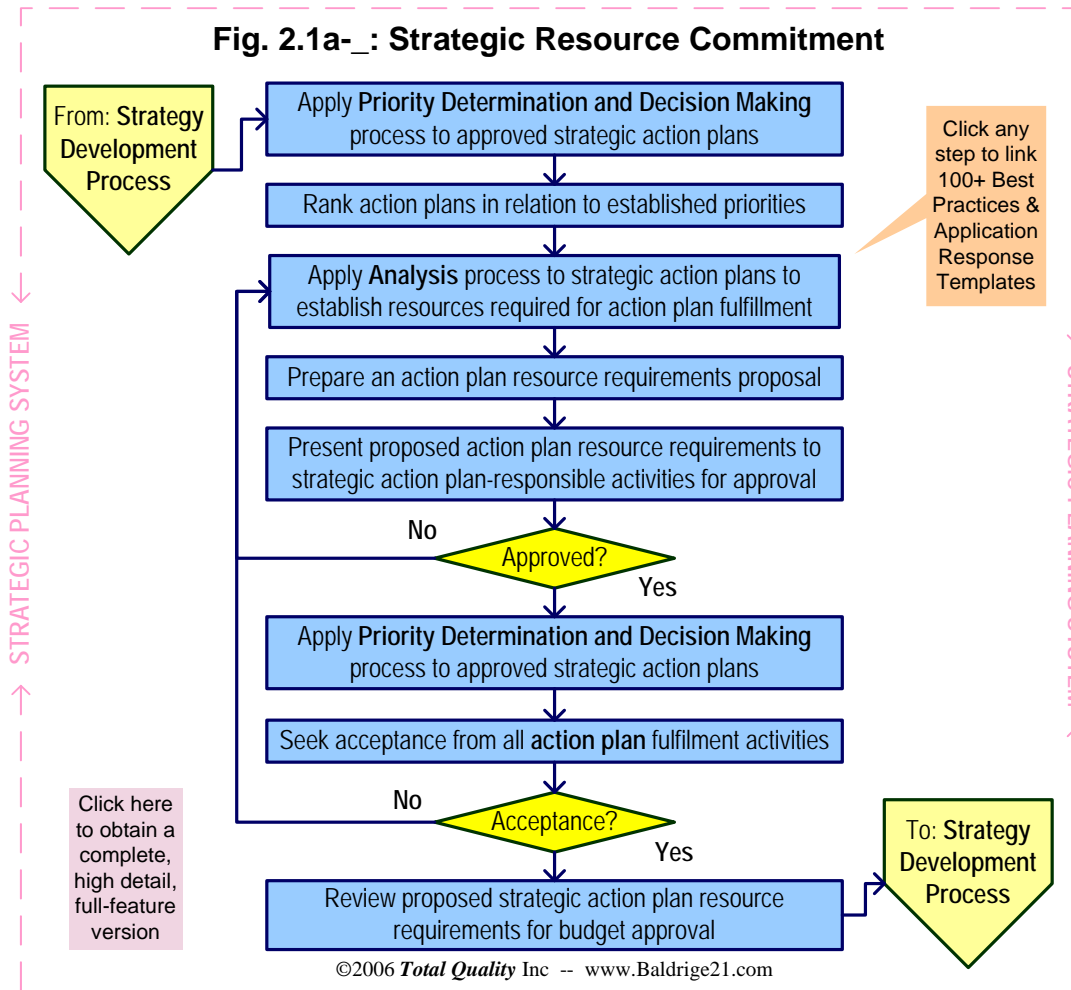 Fig. 2.1a-_: Strategic Resource Commitment
From: Strategy
Development
Process
Apply Priority Determination and Decision Making
process to approved strategic action plans
Click any
step to link
100+ Best
Practices &
Application
Response
Templates
Rank action plans in relation to established priorities
Apply Analysis process to strategic action plans to
establish resources required for action plan fulfillment
Prepare an action plan resource requirements proposal
Present proposed action plan resource requirements to
strategic action plan-responsible activities for approval
No
Approved?
Yes
Apply Priority Determination and Decision Making
process to approved strategic action plans
Seek acceptance from all action plan fulfilment activities
No
Acceptance?
Yes
Review proposed strategic action plan resource
requirements for budget approval
To: Strategy
Development
Process
Click here
to obtain a
complete,
high detail,
full-feature
version
STRATEGIC PLANNING SYSTEM
©2006 Total Quality Inc -- www.Baldrige21.com